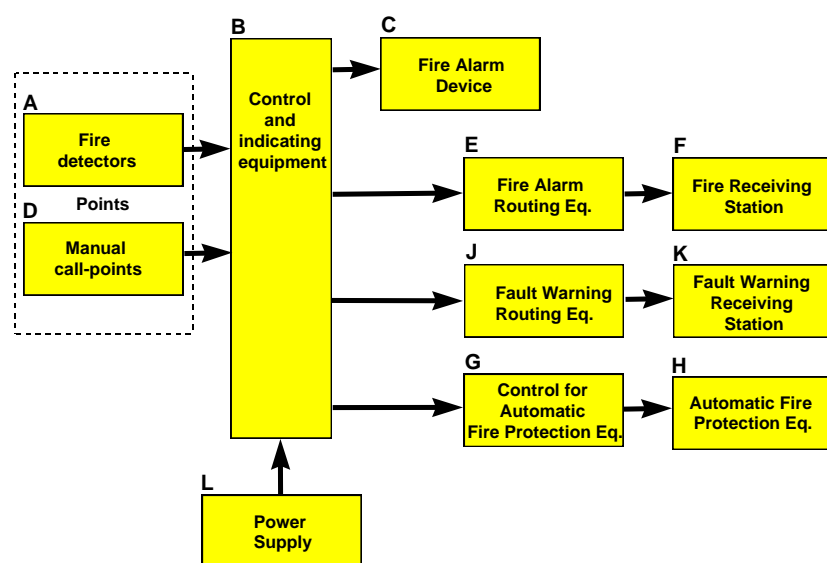 B
C
Fire Alarm
Device
Control
and
indicating
equipment
A
Fire
detectors
Points
D
Manual
call-points
E
Fire Alarm
Routing Eq.
F
Fire Receiving
Station
J
Fault Warning
Routing Eq.
K
Fault Warning
Receiving
Station
G
Control for
Automatic
Fire Protection Eq.
H
Automatic Fire
Protection Eq.
L
Power
Supply